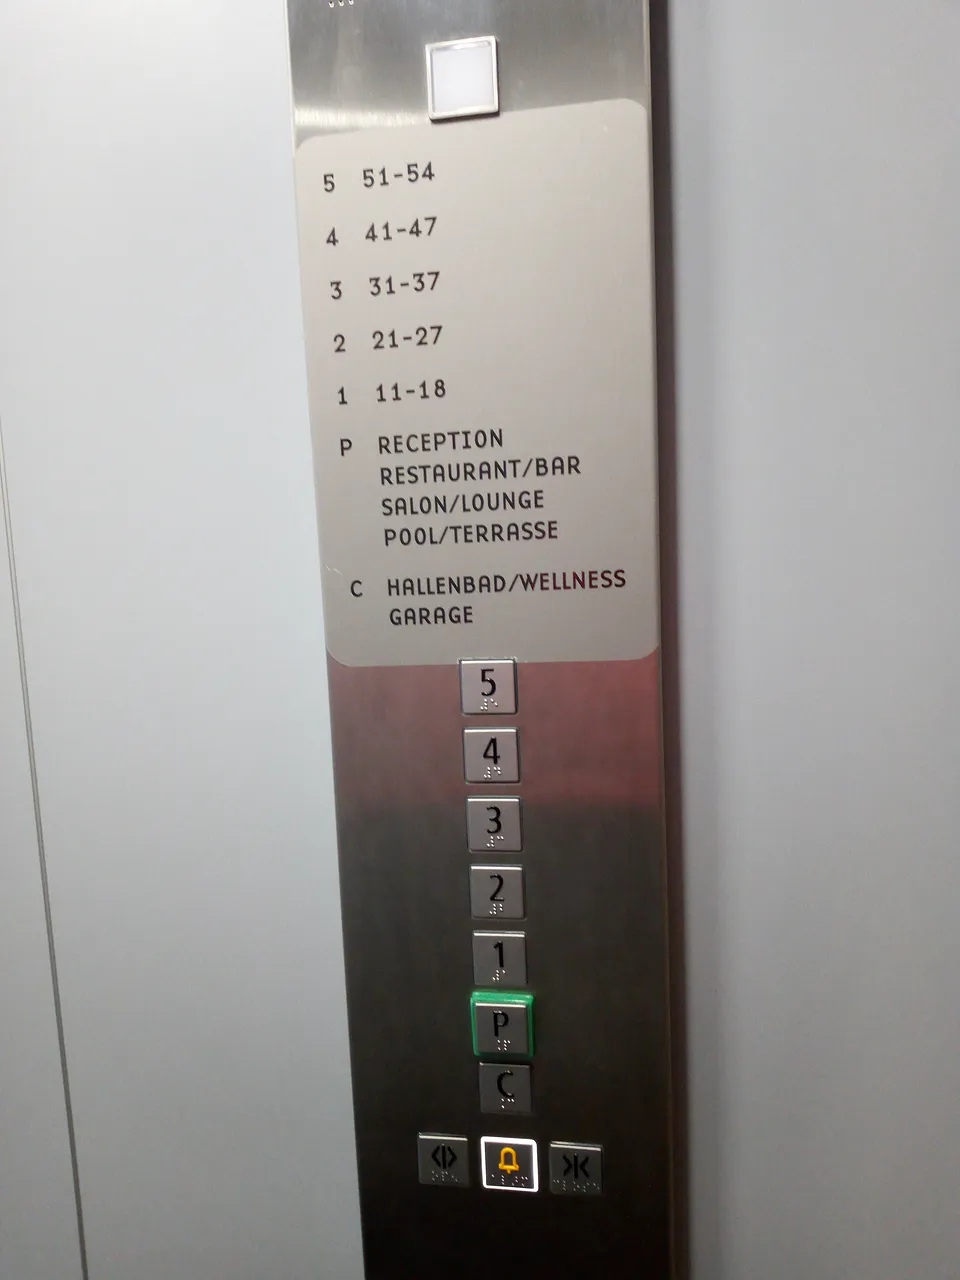 5 51-54
4 41-47
3 31-37
2 21-27
1 11-18
P RECEPTION
RESTAURANT/BAR
SALON/LOUNGE
POOL/TERRASSE
C HALLENBAD/WELLNESS
GARAGE
5
4
3
2
1
P
C